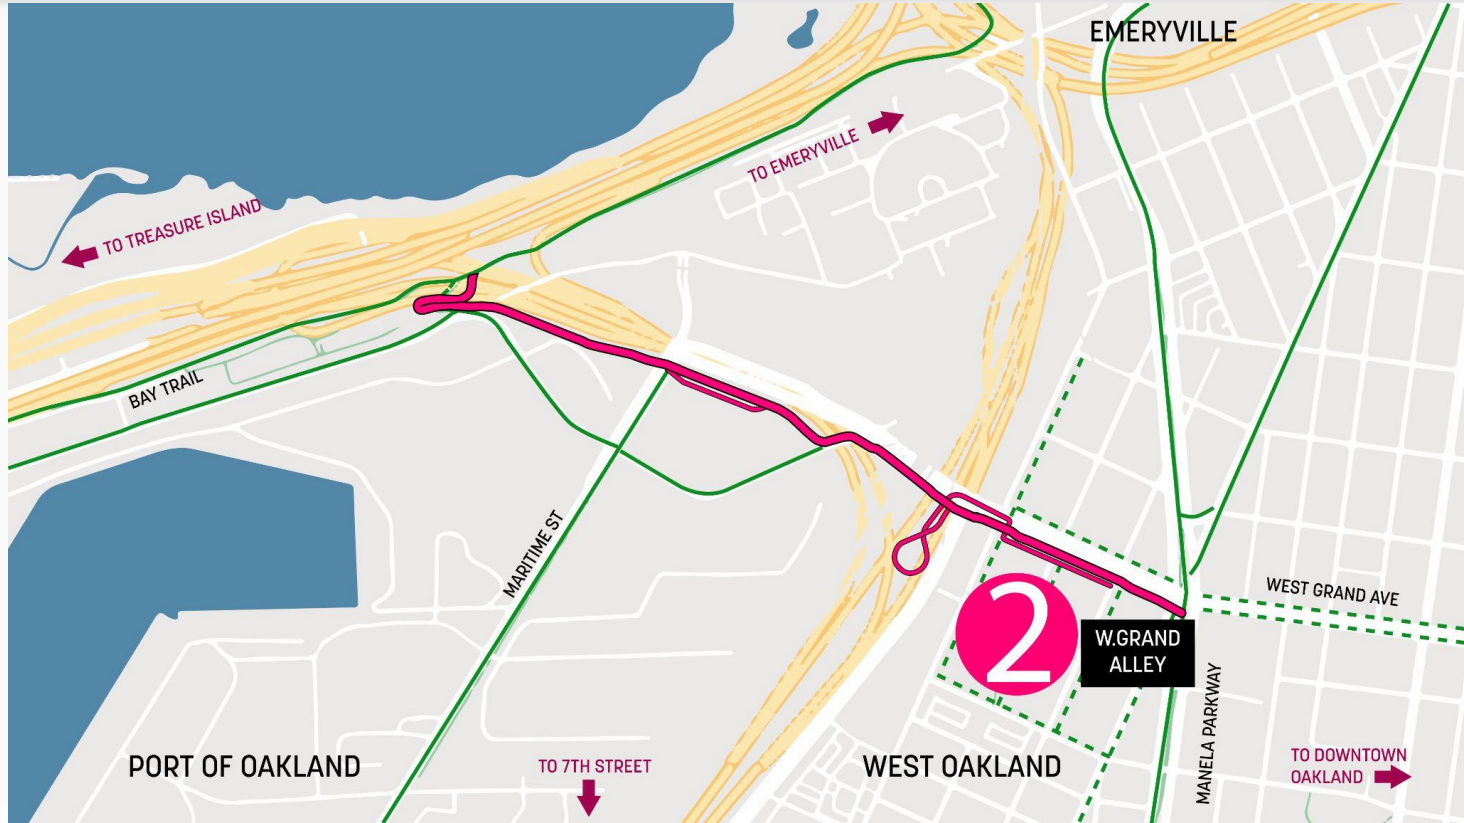 EMERYVILLE
TO EMERYVILLE
TO TREASURE ISLAND
BAY TRAIL
MARITIME ST
WEST GRAND AVE
2
W.GRAND
ALLEY
MANELA PARKWAY
PORT OF OAKLAND
TO 7TH STREET
WEST OAKLAND
TO DOWNTOWN
OAKLAND